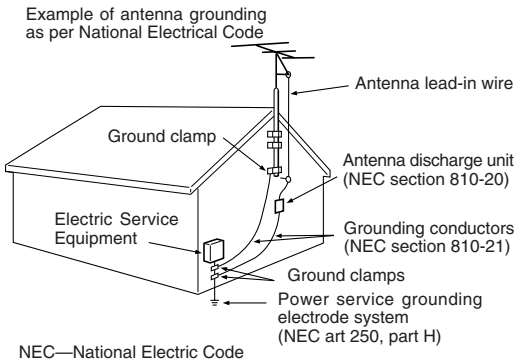 Example of antenna grounding
as per National Electrical Code
Antenna lead-in wire
Ground clamp
Antenna discharge unit
(NEC section 810-20)
Electric Service
Equipment
Grounding conductors
(NEC section 810-21)
Ground clamps
Power service grounding
electrode system
(NEC art 250, part H)
NEC—National Electric Code